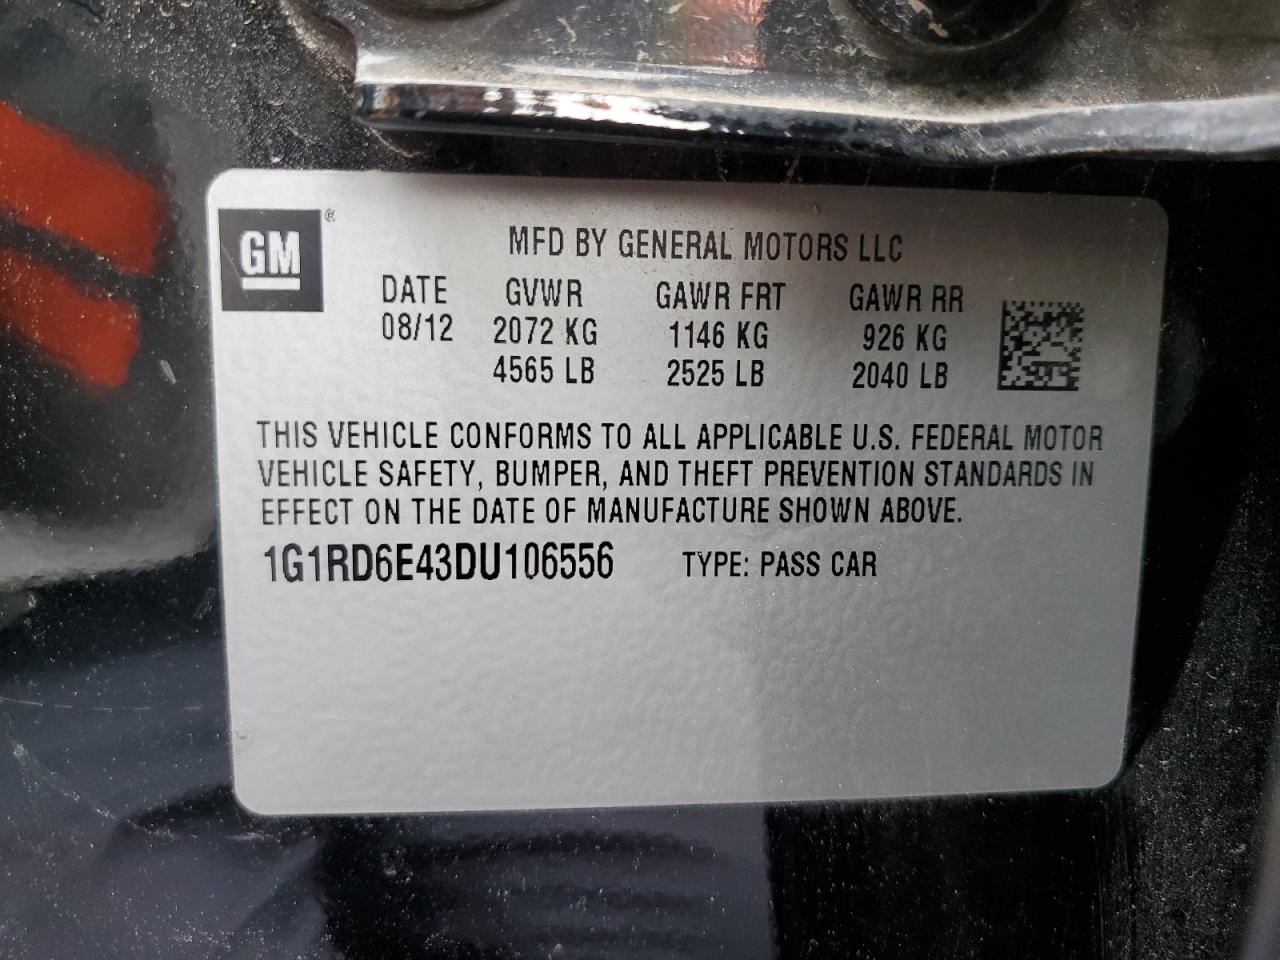 GM ®
MFD BY GENERAL MOTORS LLC
DATE GVWR GAWR FRT GAWR RR
08/12 2072 KG 1146 KG 926 KG
4565 LB 2525 LB 2040 LB
THIS VEHICLE CONFORMS TO ALL APPLICABLE U.S. FEDERAL MOTOR
VEHICLE SAFETY, BUMPER, AND THEFT PREVENTION STANDARDS IN
EFFECT ON THE DATE OF MANUFACTURE SHOWN ABOVE.
1G1RD6E43DU106556 TYPE: PASS CAR